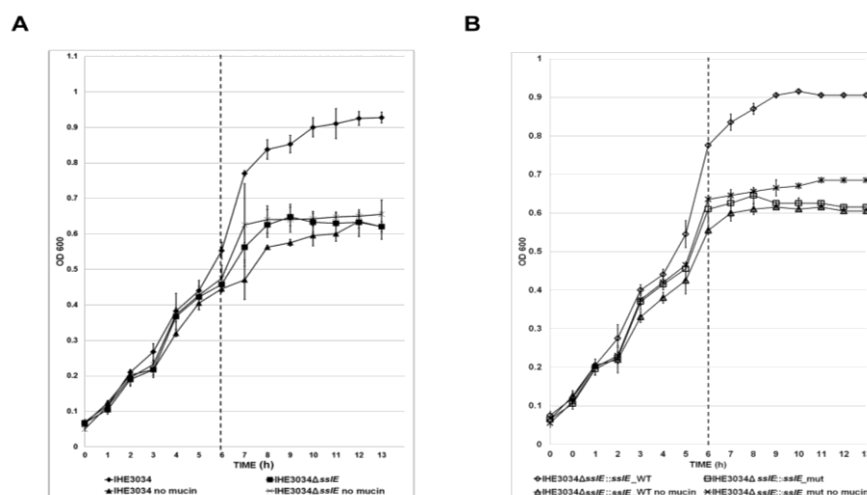 A
B
1.1
1
0.9
0.8
0.7
0.6
0.5
0.4
0.3
0.2
0.1
0
OD 600
0 1 2 3 4 5 6 7 8 9 10 11 12 13
TIME (h)
IHE3034
IHE3034ΔsslE
IHE3034 no mucin
IHE3034ΔsslE no mucin
1
0.9
0.8
0.7
0.6
0.5
0.4
0.3
0.2
0.1
0
OD 600
0 0 1 2 3 4 5 6 7 8 9 10 11 12 13
TIME (h)
IHE3034ΔsslE::sslE_WT
IHE3034Δ sslE::sslE_mut
IHE3034ΔsslE::sslE_WT no mucin
IHE3034Δ sslE::sslE mut no mucin